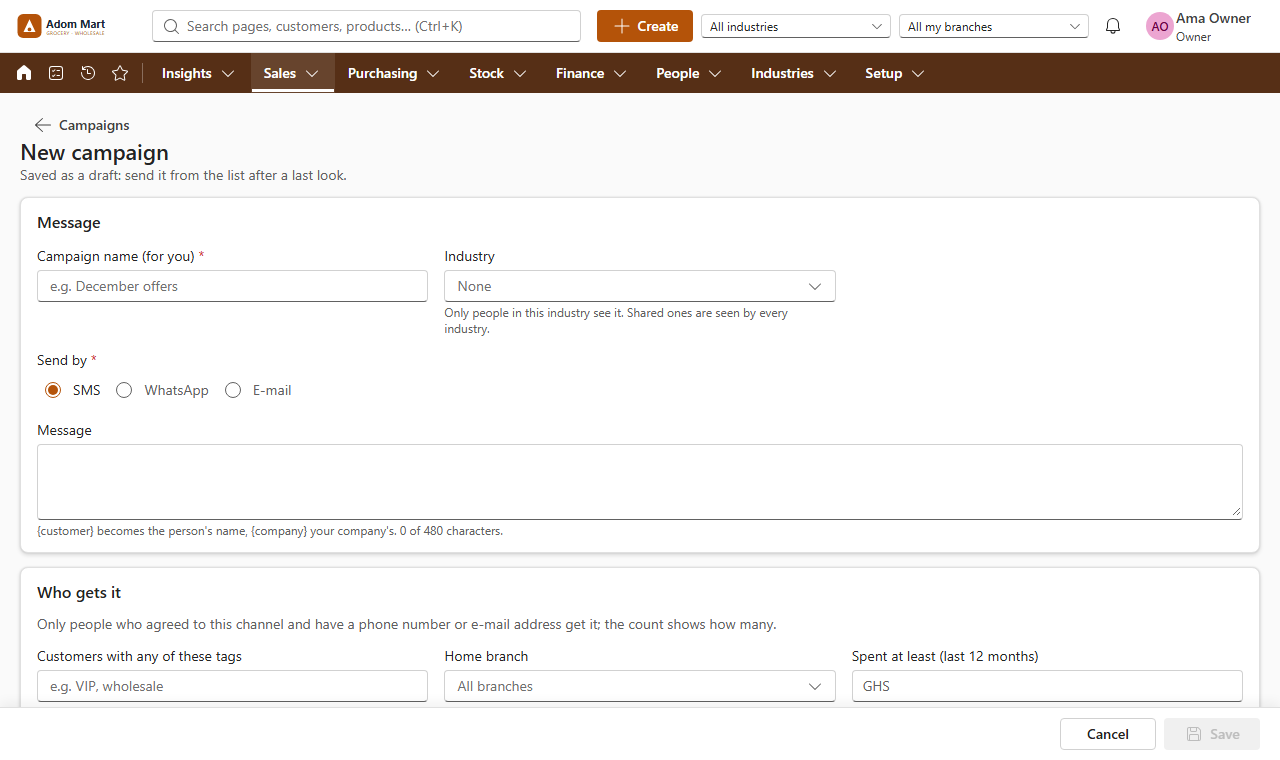 Adom Mart
GROCERY · WHOLESALE
Search pages, customers, products... (Ctrl+K)
Create
All industries
All my branches
AO
Ama Owner
Owner
Insights
Sales
Purchasing
Stock
Finance
People
Industries
Setup
Campaigns
New campaign
Saved as a draft: send it from the list after a last look.
Message
Campaign name (for you) *
Industry
e.g. December offers
None
Only people in this industry see it. Shared ones are seen by every
industry.
Send by *
SMS
WhatsApp
E-mail
Message
{customer} becomes the person's name, {company} your company's. 0 of 480 characters.
Who gets it
Only people who agreed to this channel and have a phone number or e-mail address get it; the count shows how many.
Customers with any of these tags
Home branch
Spent at least (last 12 months)
e.g. VIP, wholesale
All branches
GHS
Cancel
Save